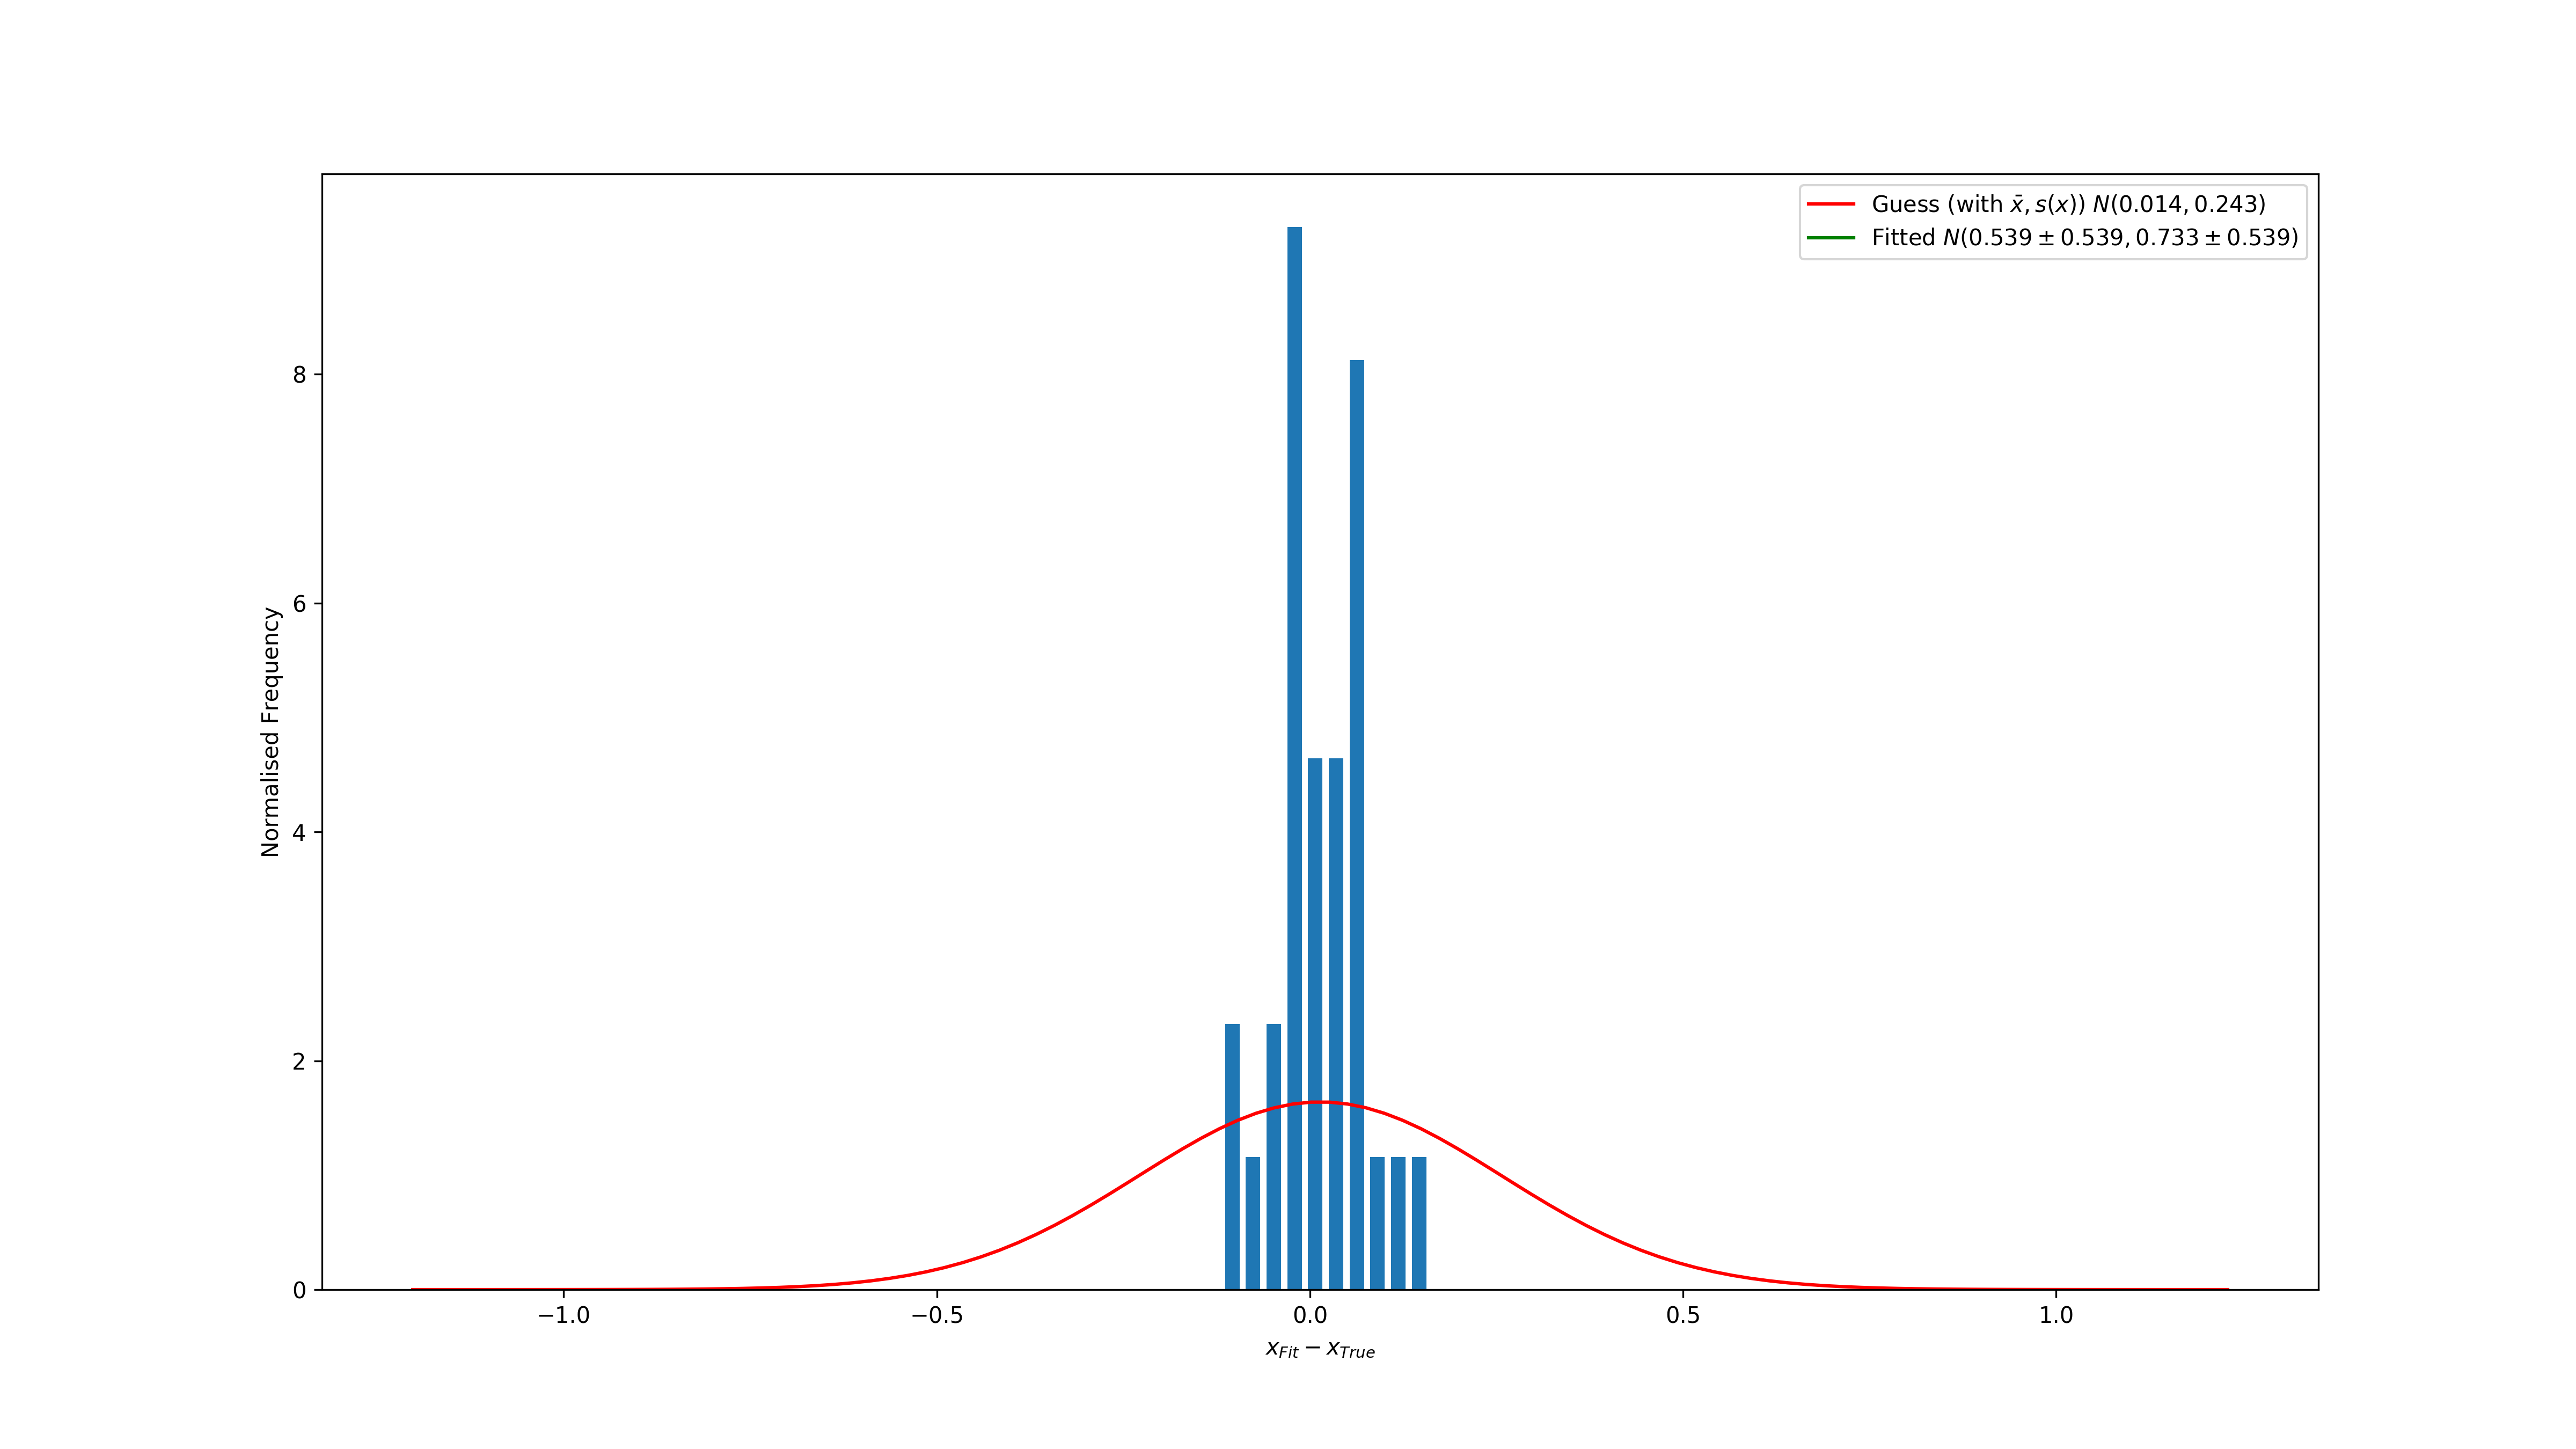 Guess (with x̄, s(x)) N(0.014, 0.243)
Fitted N(0.539 ± 0.539, 0.733 ± 0.539)
Normalised Frequency
8
6
4
2
0
−1.0 −0.5 0.0 0.5 1.0
x_Fit − x_True